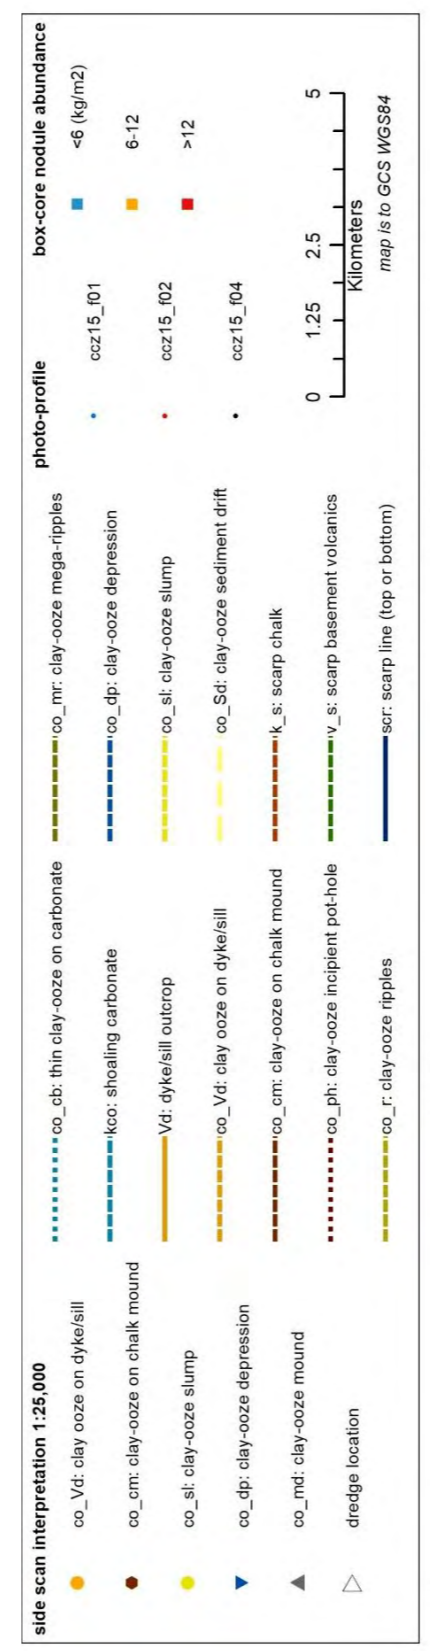 side scan interpretation 1:25,000
co_Vd: clay ooze on dyke/sill
co_cm: clay-ooze on chalk mound
co_sl: clay-ooze slump
co_dp: clay-ooze depression
co_md: clay-ooze mound
dredge location
co_cb: thin clay-ooze on carbonate
kco: shoaling carbonate
Vd: dyke/sill outcrop
co_Vd: clay ooze on dyke/sill
co_cm: clay-ooze on chalk mound
co_ph: clay-ooze incipient pot-hole
co_r: clay-ooze ripples
co_mr: clay-ooze mega-ripples
co_dp: clay-ooze depression
co_sl: clay-ooze slump
co_Sd: clay-ooze sediment drift
k_s: scarp chalk
v_s: scarp basement volcanics
scr: scarp line (top or bottom)
photo-profile
ccz15_f01
ccz15_f02
ccz15_f04
box-core nodule abundance
<6 (kg/m2)
6-12
>12
0 1.25 2.5 5
Kilometers
map is to GCS WGS84